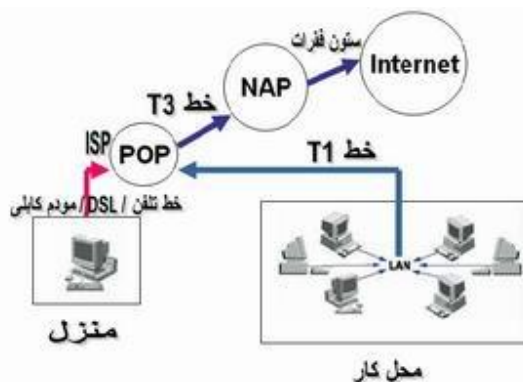 ستون فقرات
Internet
NAP
خط T3
ISP
POP
خط T1
خط تلفن / DSL / مودم کابلی
LAN
منزل
محل کار